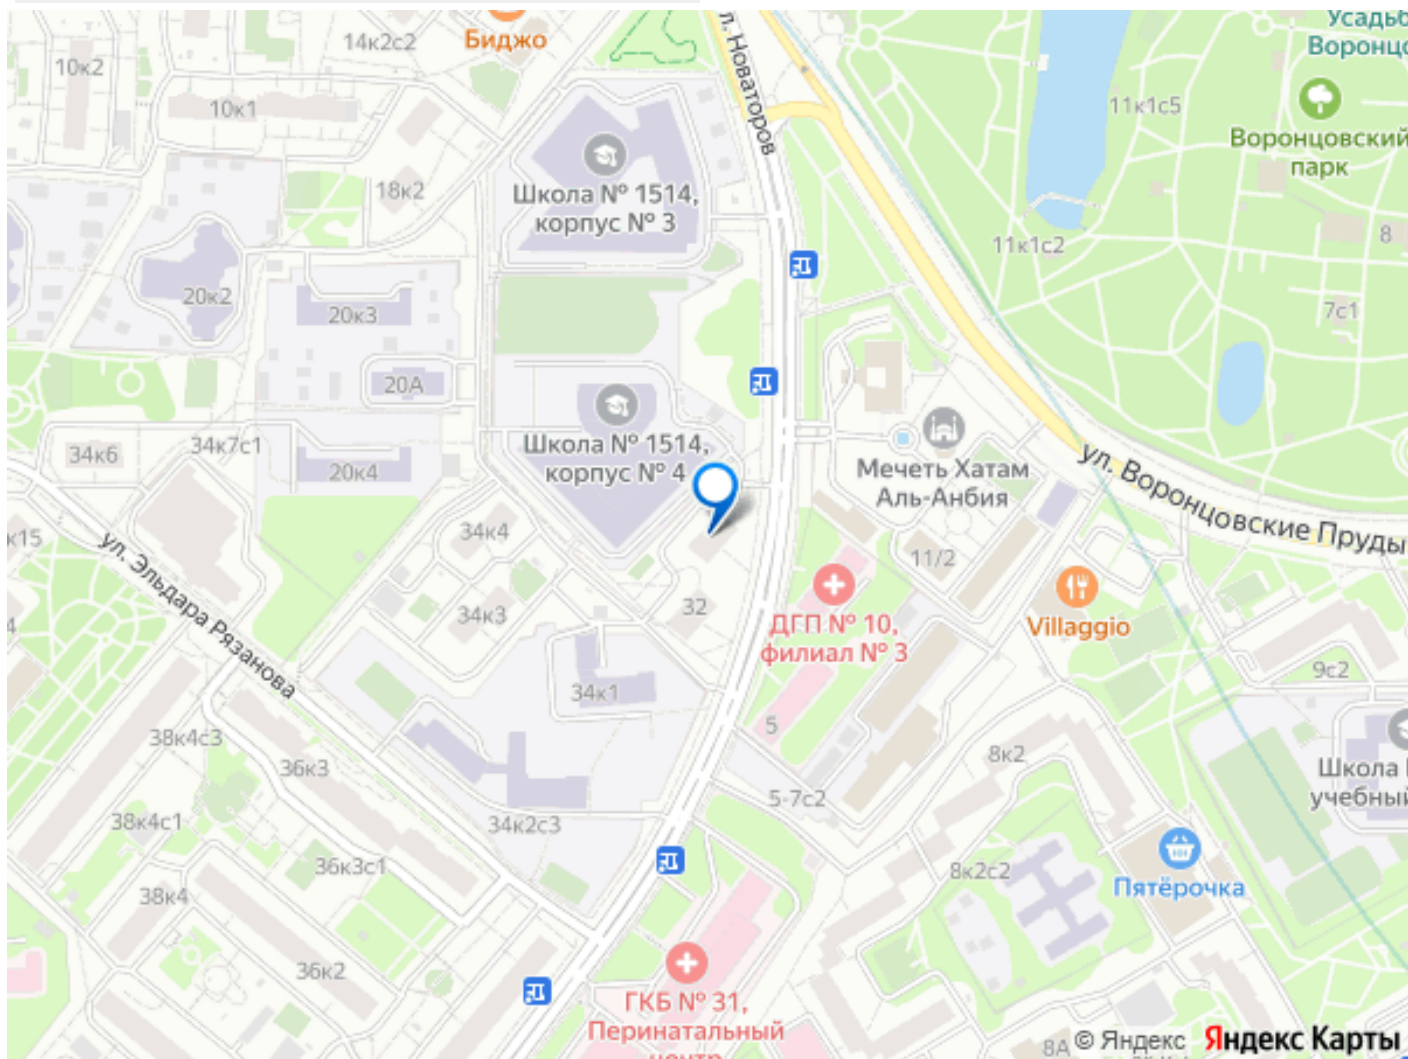 Усадьб
Воронцо
14к2с2
Биджо
ул. Новаторов
10к2
10к1
11к1с5
Воронцовский
парк
Школа № 1514,
корпус № 3
18к2
11к1с2
8
20к2
20к3
7с1
20А
34к6
34к7с1
20к4
Школа № 1514,
корпус № 4
Мечеть Хатам
Аль-Анбия
ул. Воронцовские Пруды
к15
ул. Эльдара Рязанова
34к4
11/2
34к3
32
ДГП № 10,
филиал № 3
Villaggio
4
34к1
9с2
5
38к4с3
36к3
8к2
Школа
учебный
5-7с2
38к4с1
34к2с3
36к3с1
8к2с2
Пятёрочка
38к4
36к2
ГКБ № 31,
Перинатальный
центр
8А
© Яндекс Яндекс Карты